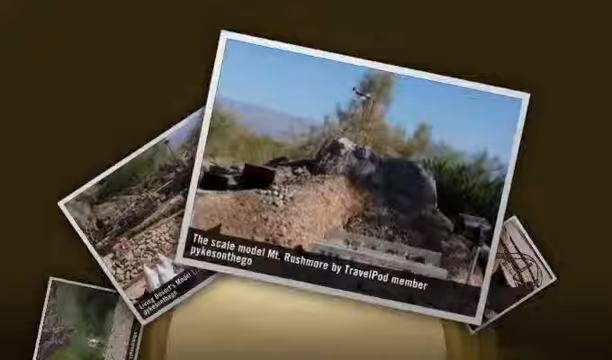 The scale model Mt. Rushmore by TravelPod member
pykesonthego
Living Desert's Model
pykesonthego